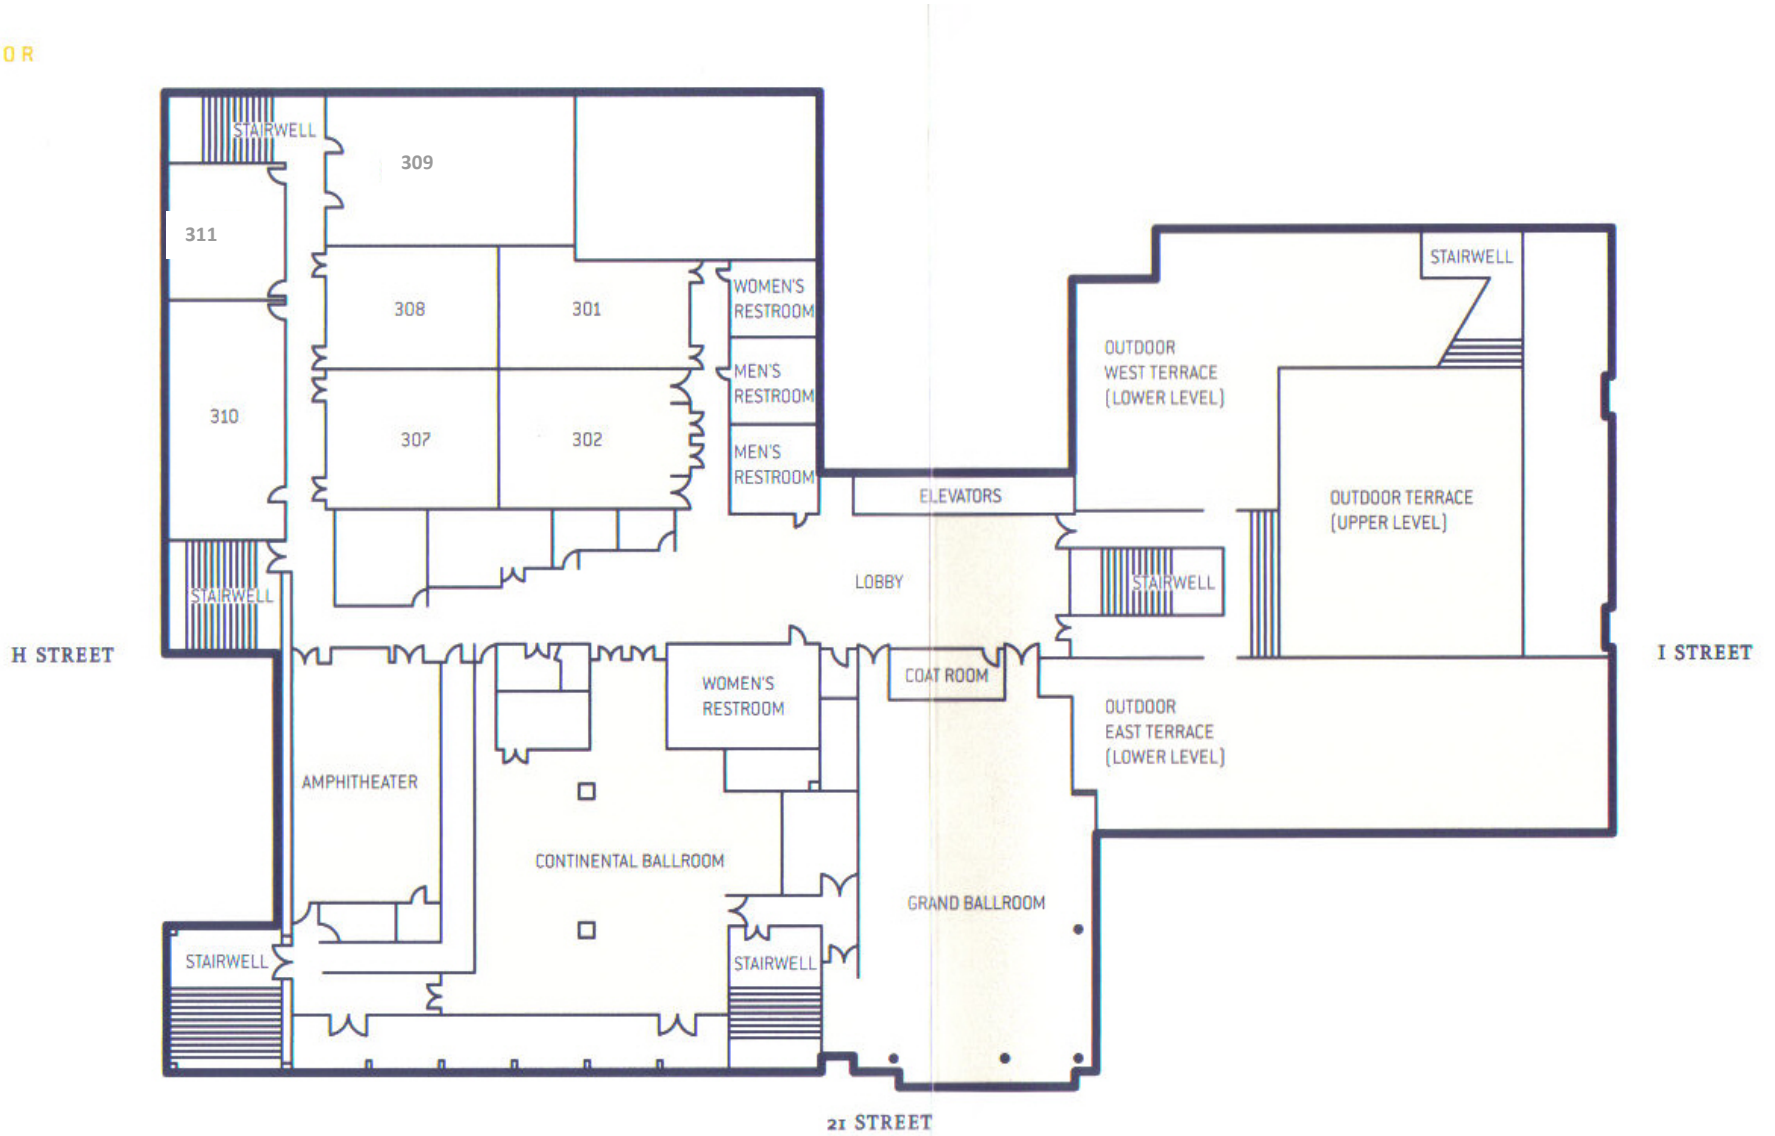 OR
STAIRWELL
309
311
STAIRWELL
WOMEN'S
RESTROOM
308
301
OUTDOOR
WEST TERRACE
(LOWER LEVEL)
MEN'S
RESTROOM
310
307
302
MEN'S
RESTROOM
ELEVATORS
OUTDOOR TERRACE
(UPPER LEVEL)
LOBBY
STAIRWELL
STAIRWELL
H STREET
I STREET
COAT ROOM
WOMEN'S
RESTROOM
OUTDOOR
EAST TERRACE
(LOWER LEVEL)
AMPHITHEATER
CONTINENTAL BALLROOM
GRAND BALLROOM
STAIRWELL
STAIRWELL
21 STREET